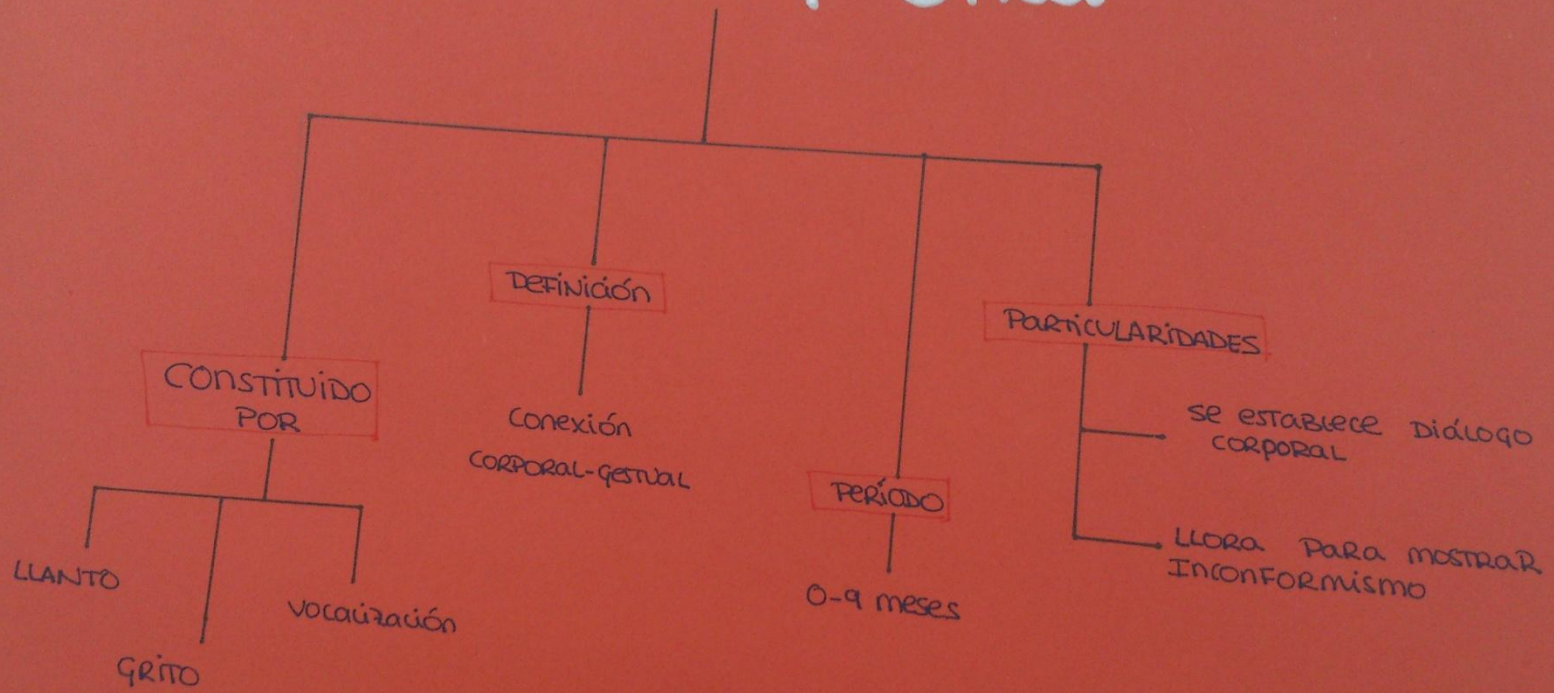 DEFINICIÓN
PARTICULARIDADES
CONSTITUIDO
POR
CONEXIÓN
CORPORAL-GESTUAL
SE ESTABLECE DIÁLOGO
CORPORAL
PERÍODO
LLORA PARA MOSTRAR
INCONFORMISMO
LLANTO
VOCALIZACIÓN
GRITO
0-9 meses